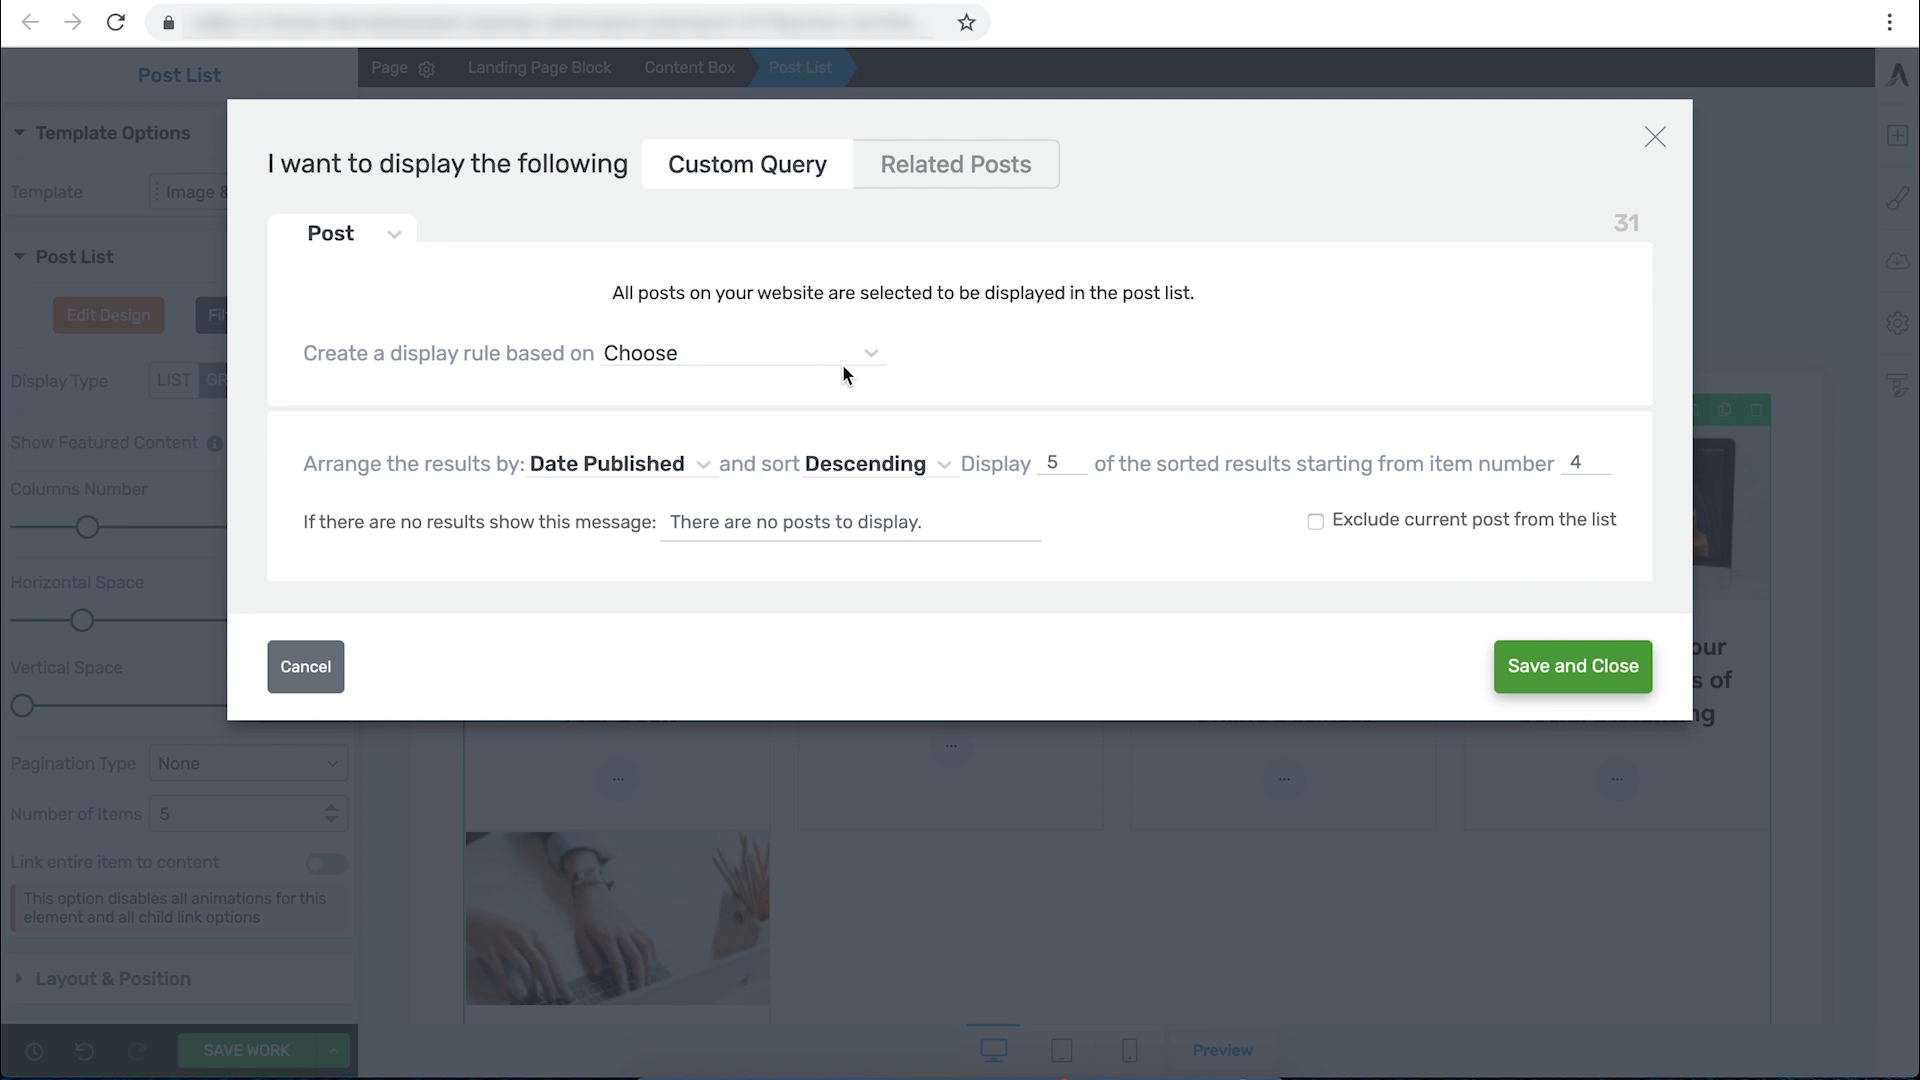 Post List
Page
Landing Page Block
Content Box
Post List
Template Options
Template
Image &
Post List
Edit Design
Display Type
LIST
Show Featured Content
Columns Number
Horizontal Space
Vertical Space
Pagination Type
None
Number of Items
5
Link entire item to content
This option disables all animations for this
element and all child link options
Layout & Position
SAVE WORK
Preview
I want to display the following
Custom Query
Related Posts
Post
31
All posts on your website are selected to be displayed in the post list.
Create a display rule based on Choose
Arrange the results by: Date Published and sort Descending Display 5 of the sorted results starting from item number 4
If there are no results show this message: There are no posts to display.
Exclude current post from the list
Cancel
Save and Close
...
...
...
...